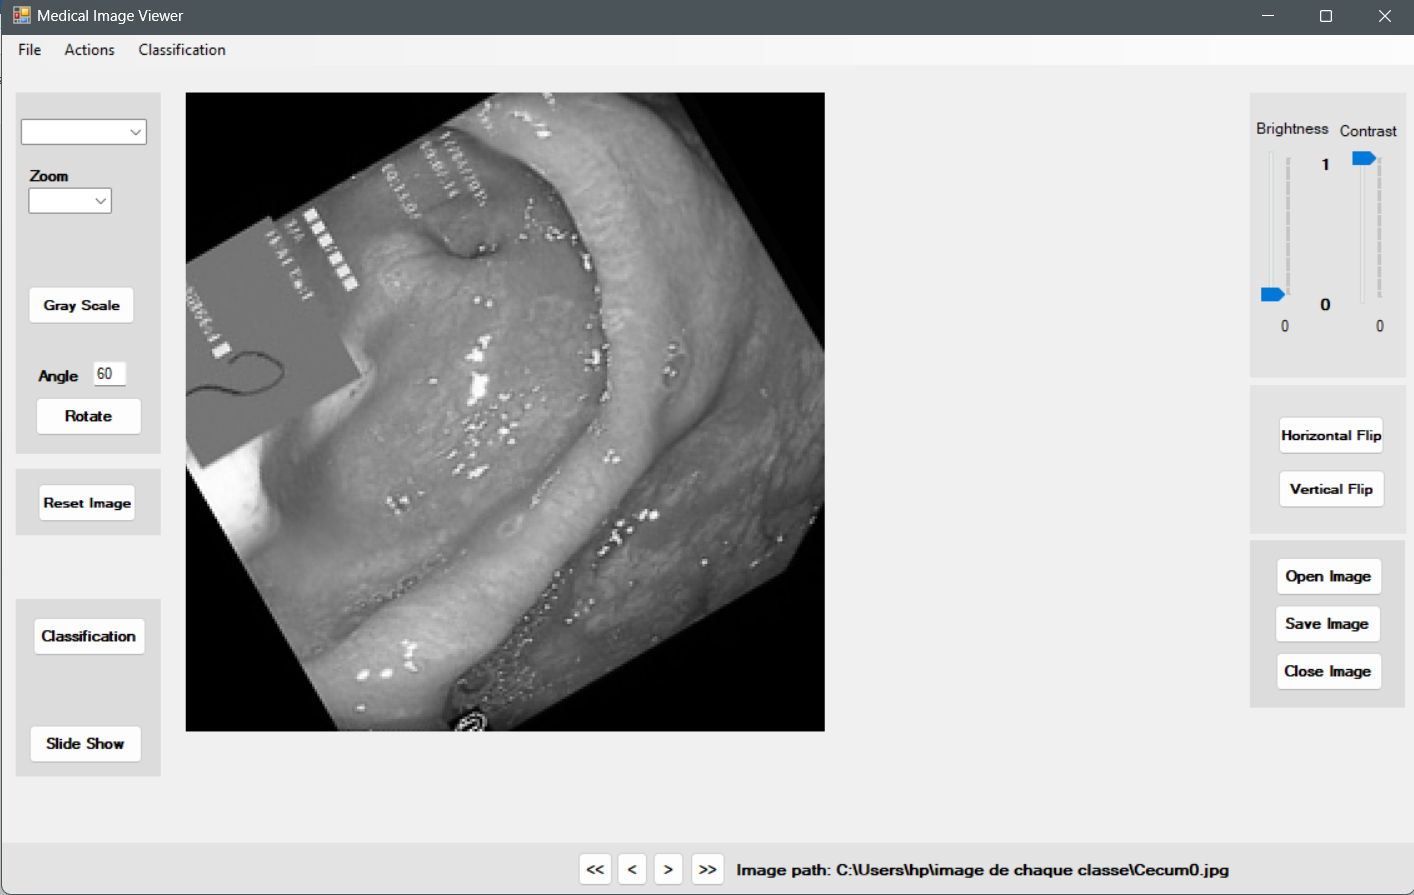 Medical Image Viewer
File Actions Classification
Zoom
Gray Scale
Angle 60
Rotate
Reset Image
Classification
Slide Show
Brightness Contrast
1
0
0 0
Horizontal Flip
Vertical Flip
Open Image
Save Image
Close Image
<< < > >> Image path: C:\Users\hp\image de chaque classe\Cecum0.jpg